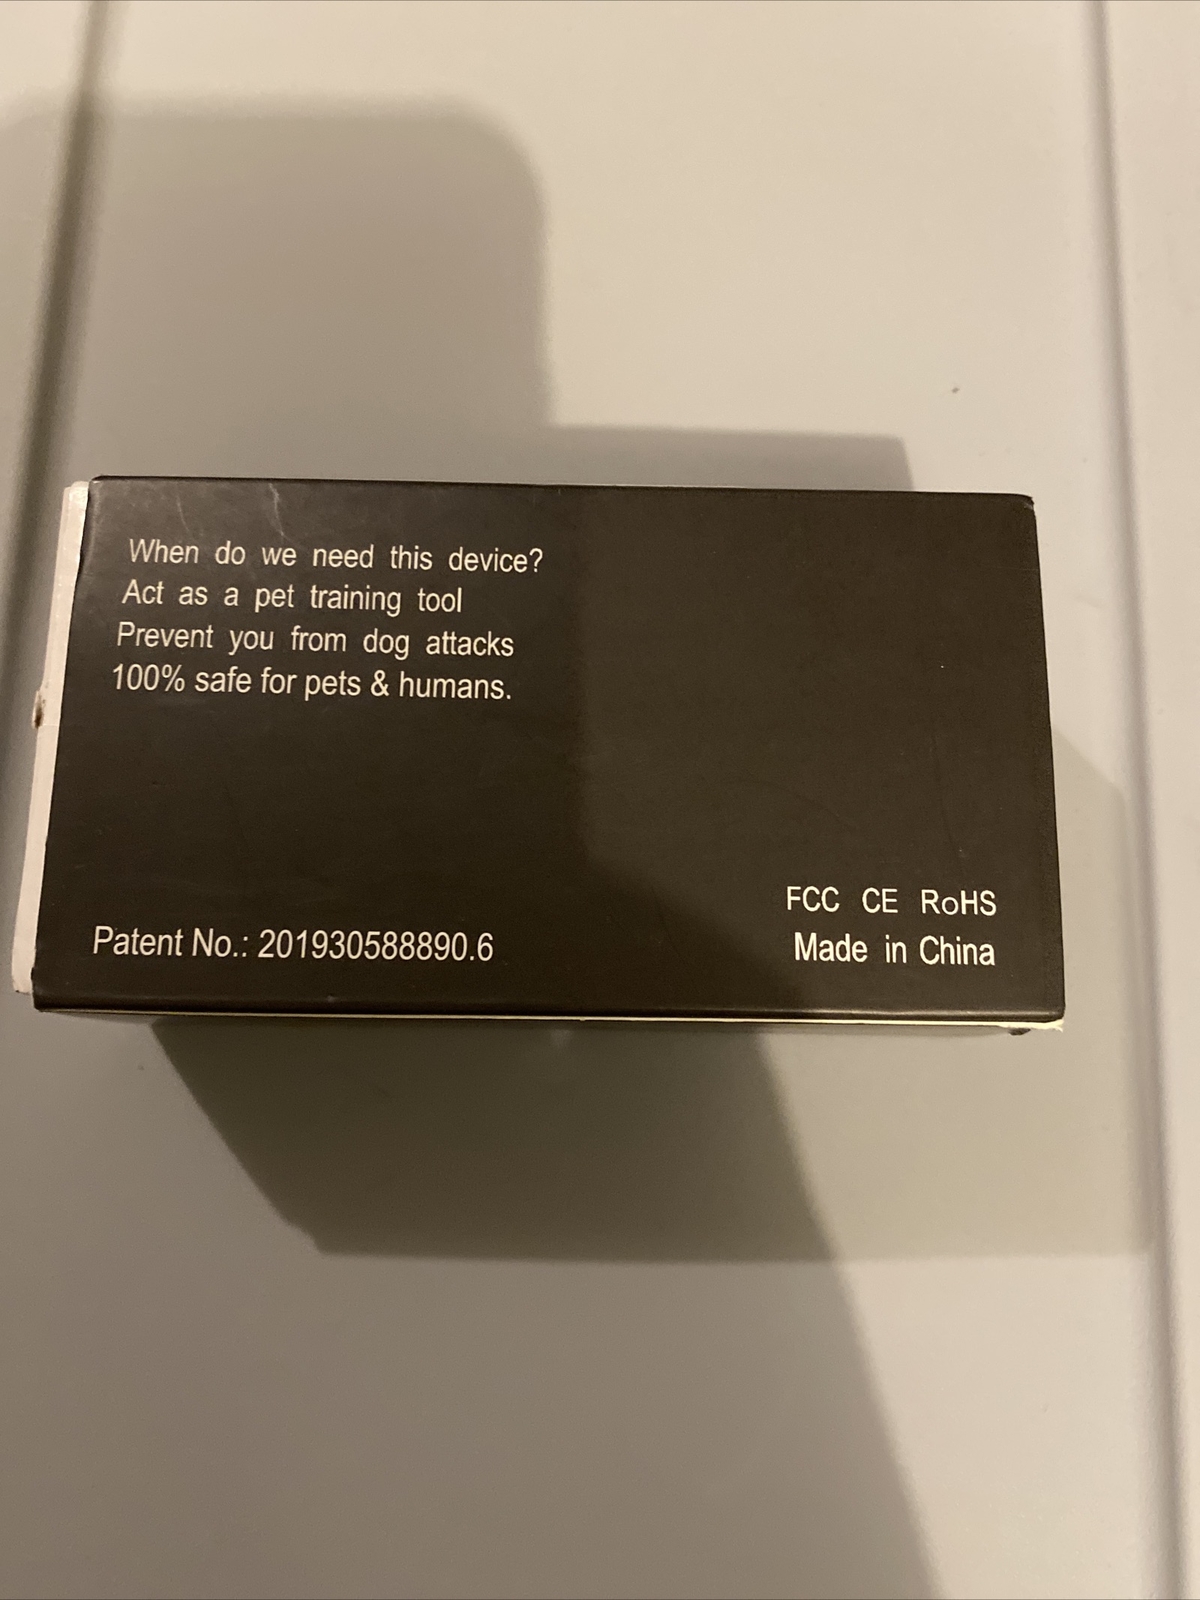 When do we need this device?
Act as a pet training tool
Prevent you from dog attacks
100% safe for pets & humans.
FCC CE RoHS
Patent No.: 201930588890.6
Made in China